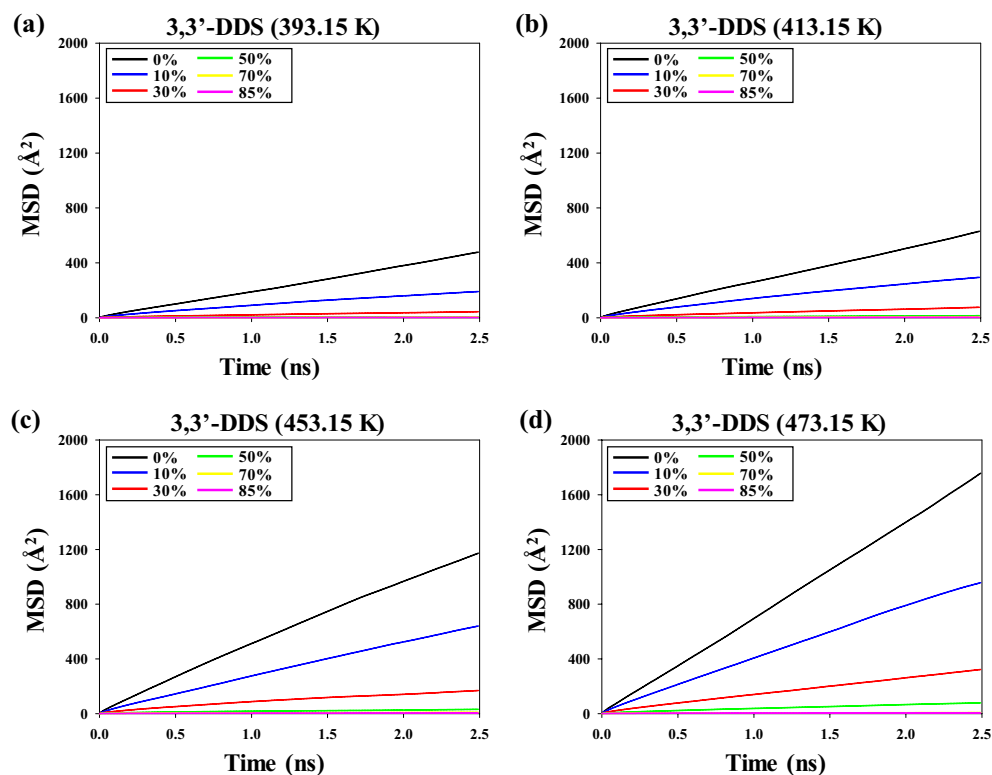 (a)
3,3’-DDS (393.15 K)
0%
10%
30%
50%
70%
85%
2000
1600
1200
800
400
0
MSD (Å²)
0.0 0.5 1.0 1.5 2.0 2.5
Time (ns)
(b)
3,3’-DDS (413.15 K)
0%
10%
30%
50%
70%
85%
2000
1600
1200
800
400
0
MSD (Å²)
0.0 0.5 1.0 1.5 2.0 2.5
Time (ns)
(c)
3,3’-DDS (453.15 K)
0%
10%
30%
50%
70%
85%
2000
1600
1200
800
400
0
MSD (Å²)
0.0 0.5 1.0 1.5 2.0 2.5
Time (ns)
(d)
3,3’-DDS (473.15 K)
0%
10%
30%
50%
70%
85%
2000
1600
1200
800
400
0
MSD (Å²)
0.0 0.5 1.0 1.5 2.0 2.5
Time (ns)